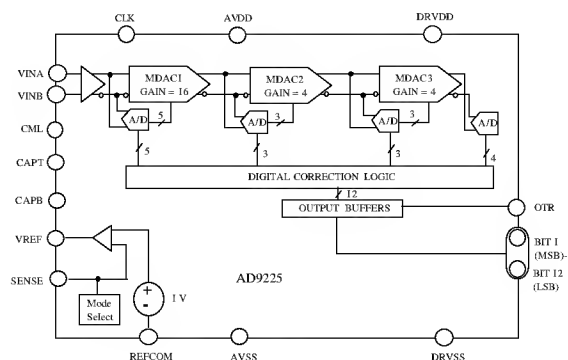 CLK
AVDD
DRVDD
VINA
VINB
CML
CAPT
CAPB
VREF
SENSE
MDAC1
GAIN = 16
MDAC2
GAIN = 4
MDAC3
GAIN = 4
A/D
5
A/D
3
A/D
3
A/D
5
3
3
4
DIGITAL CORRECTION LOGIC
12
OUTPUT BUFFERS
OTR
BIT 1
(MSB)-
BIT 12
(LSB)
AD9225
+
-
1 V
Mode
Select
REFCOM
AVSS
DRVSS